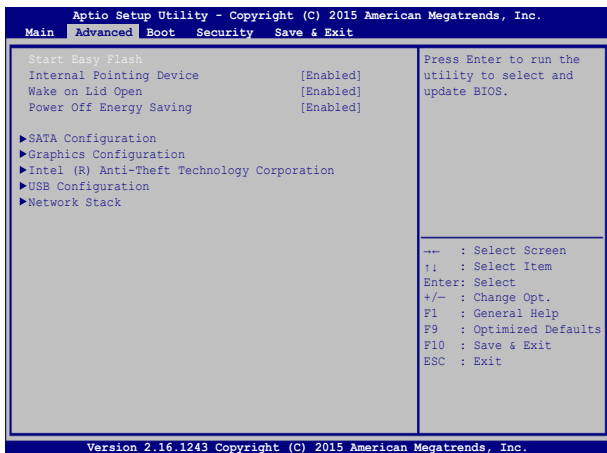 Aptio Setup Utility - Copyright (C) 2015 American Megatrends, Inc.
Main Advanced Boot Security Save & Exit
Start Easy Flash
Internal Pointing Device [Enabled]
Wake on Lid Open [Enabled]
Power Off Energy Saving [Enabled]
▶SATA Configuration
▶Graphics Configuration
▶Intel (R) Anti-Theft Technology Corporation
▶USB Configuration
▶Network Stack
Press Enter to run the
utility to select and
update BIOS.
→← : Select Screen
↑↓ : Select Item
Enter: Select
+/— : Change Opt.
F1 : General Help
F9 : Optimized Defaults
F10 : Save & Exit
ESC : Exit
Version 2.16.1243 Copyright (C) 2015 American Megatrends, Inc.